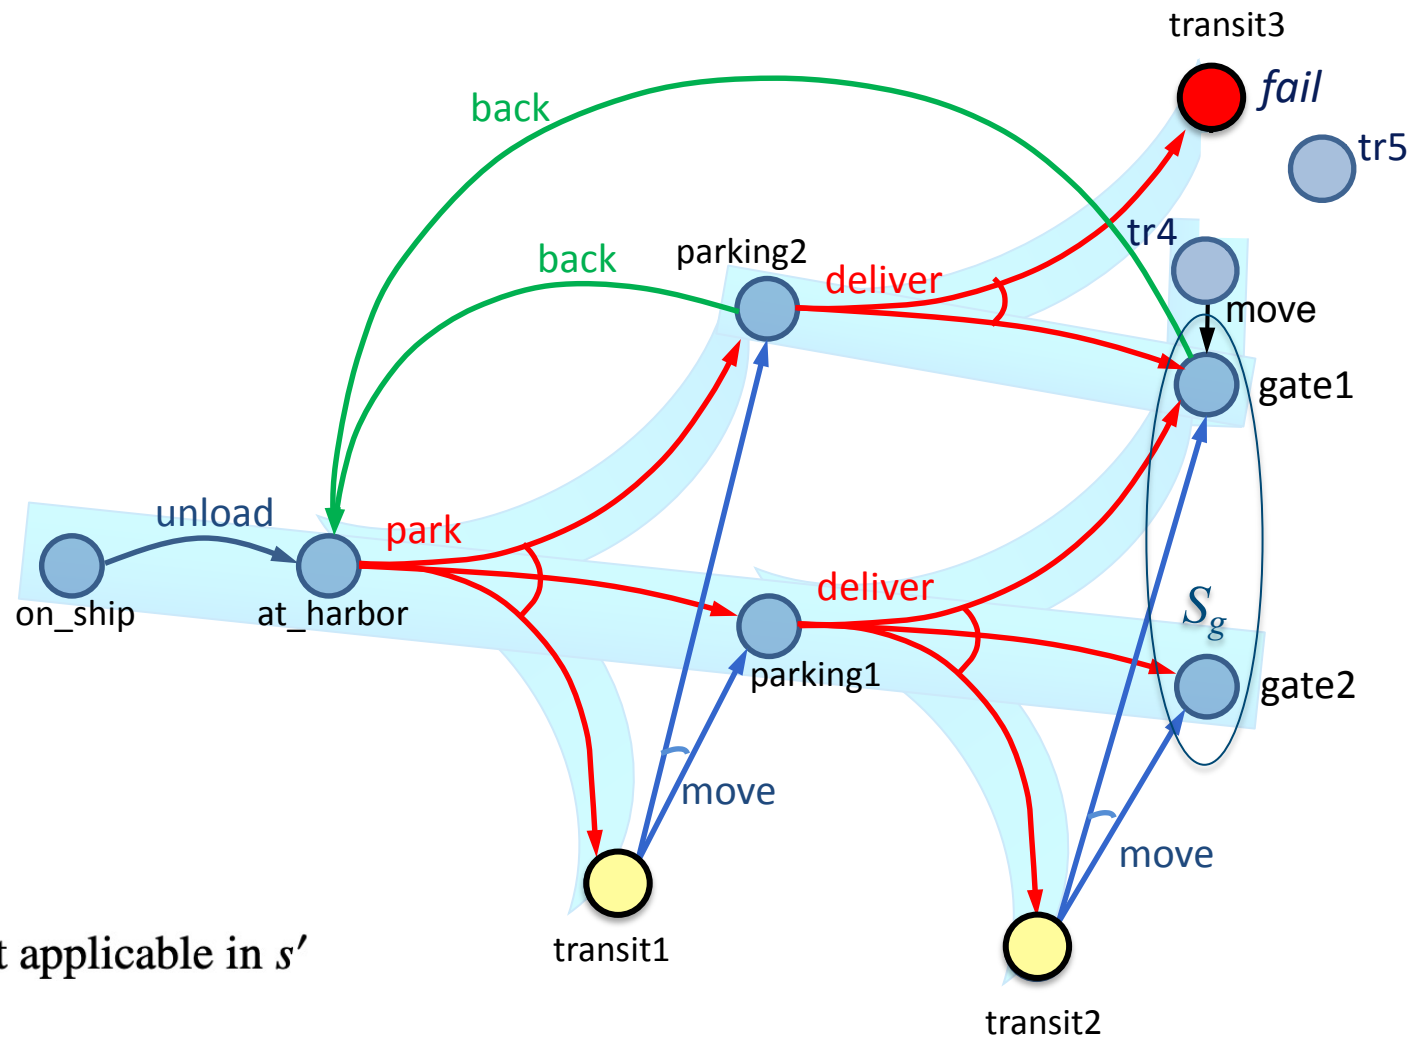 transit3
fail
back
tr5
tr4
parking2
back
deliver
move
gate1
unload
park
deliver
on_ship
at_harbor
S_g
parking1
gate2
move
move
t applicable in s′
transit1
transit2